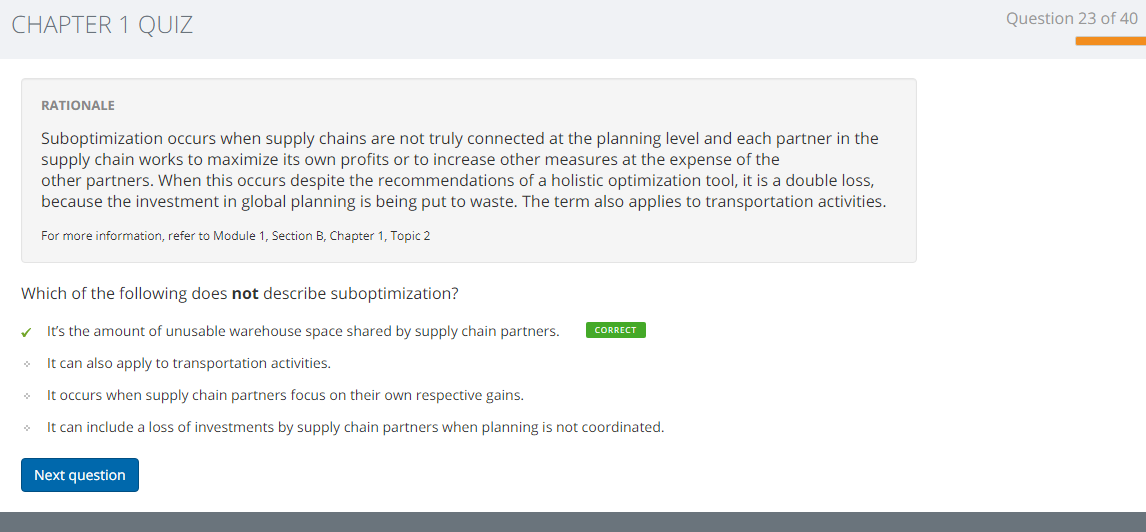 CHAPTER 1 QUIZ
Question 23 of 40
RATIONALE
Suboptimization occurs when supply chains are not truly connected at the planning level and each partner in the
supply chain works to maximize its own profits or to increase other measures at the expense of the
other partners. When this occurs despite the recommendations of a holistic optimization tool, it is a double loss,
because the investment in global planning is being put to waste. The term also applies to transportation activities.
For more information, refer to Module 1, Section B, Chapter 1, Topic 2
Which of the following does not describe suboptimization?
It's the amount of unusable warehouse space shared by supply chain partners. CORRECT
It can also apply to transportation activities.
It occurs when supply chain partners focus on their own respective gains.
It can include a loss of investments by supply chain partners when planning is not coordinated.
Next question